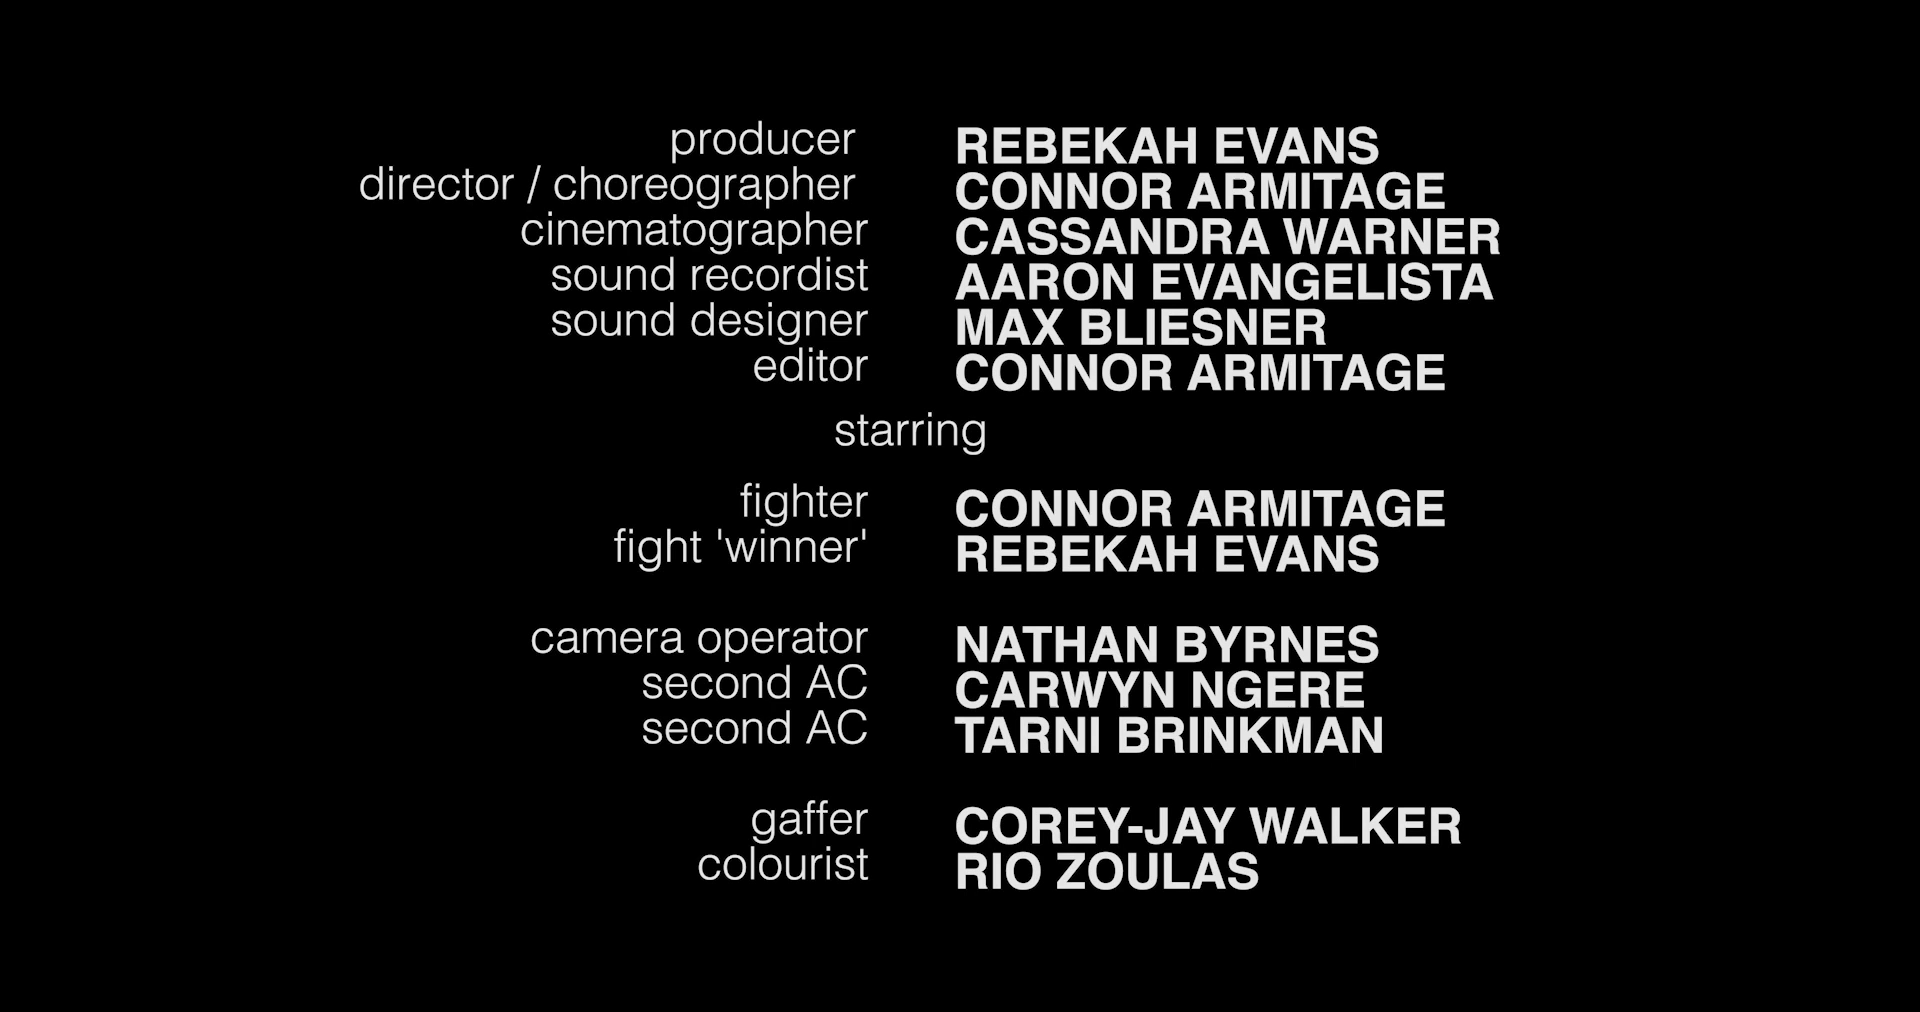 producer REBEKAH EVANS
director / choreographer CONNOR ARMITAGE
cinematographer CASSANDRA WARNER
sound recordist AARON EVANGELISTA
sound designer MAX BLIESNER
editor CONNOR ARMITAGE
starring
fighter CONNOR ARMITAGE
fight 'winner' REBEKAH EVANS
camera operator NATHAN BYRNES
second AC CARWYN NGERE
second AC TARNI BRINKMAN
gaffer COREY-JAY WALKER
colourist RIO ZOULAS